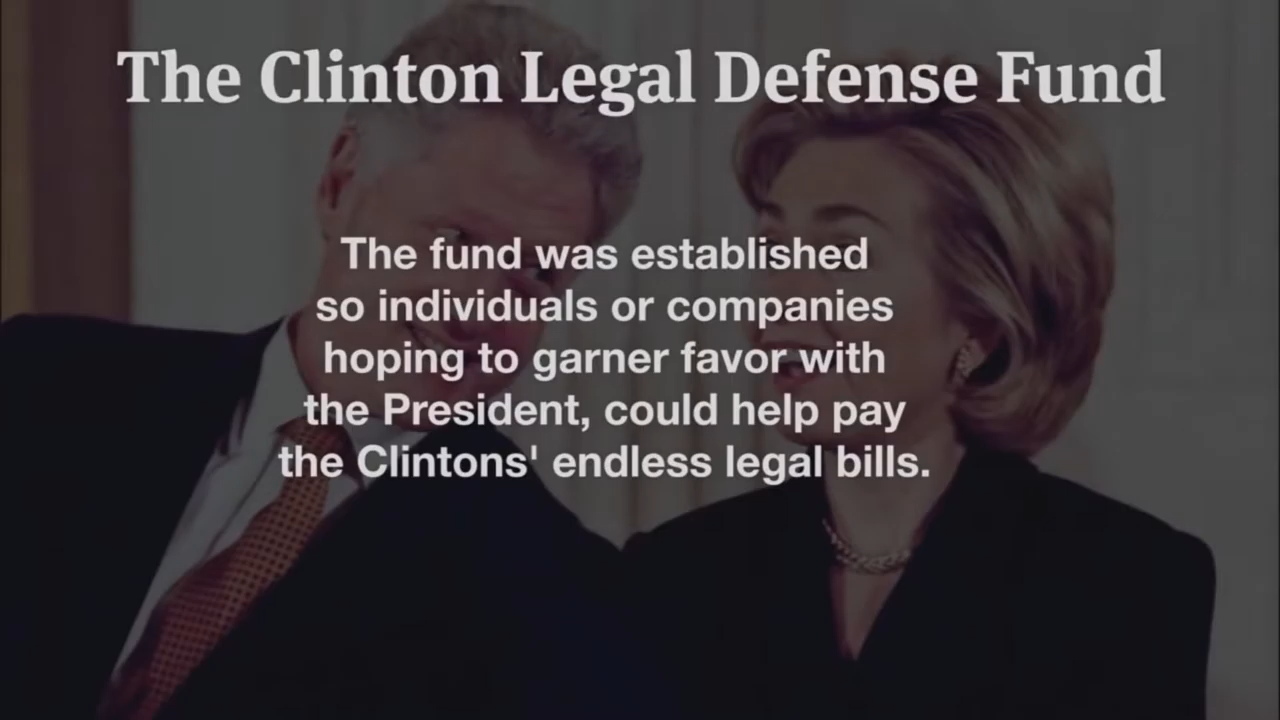 The Clinton Legal Defense Fund
The fund was established
so individuals or companies
hoping to garner favor with
the President, could help pay
the Clintons' endless legal bills.